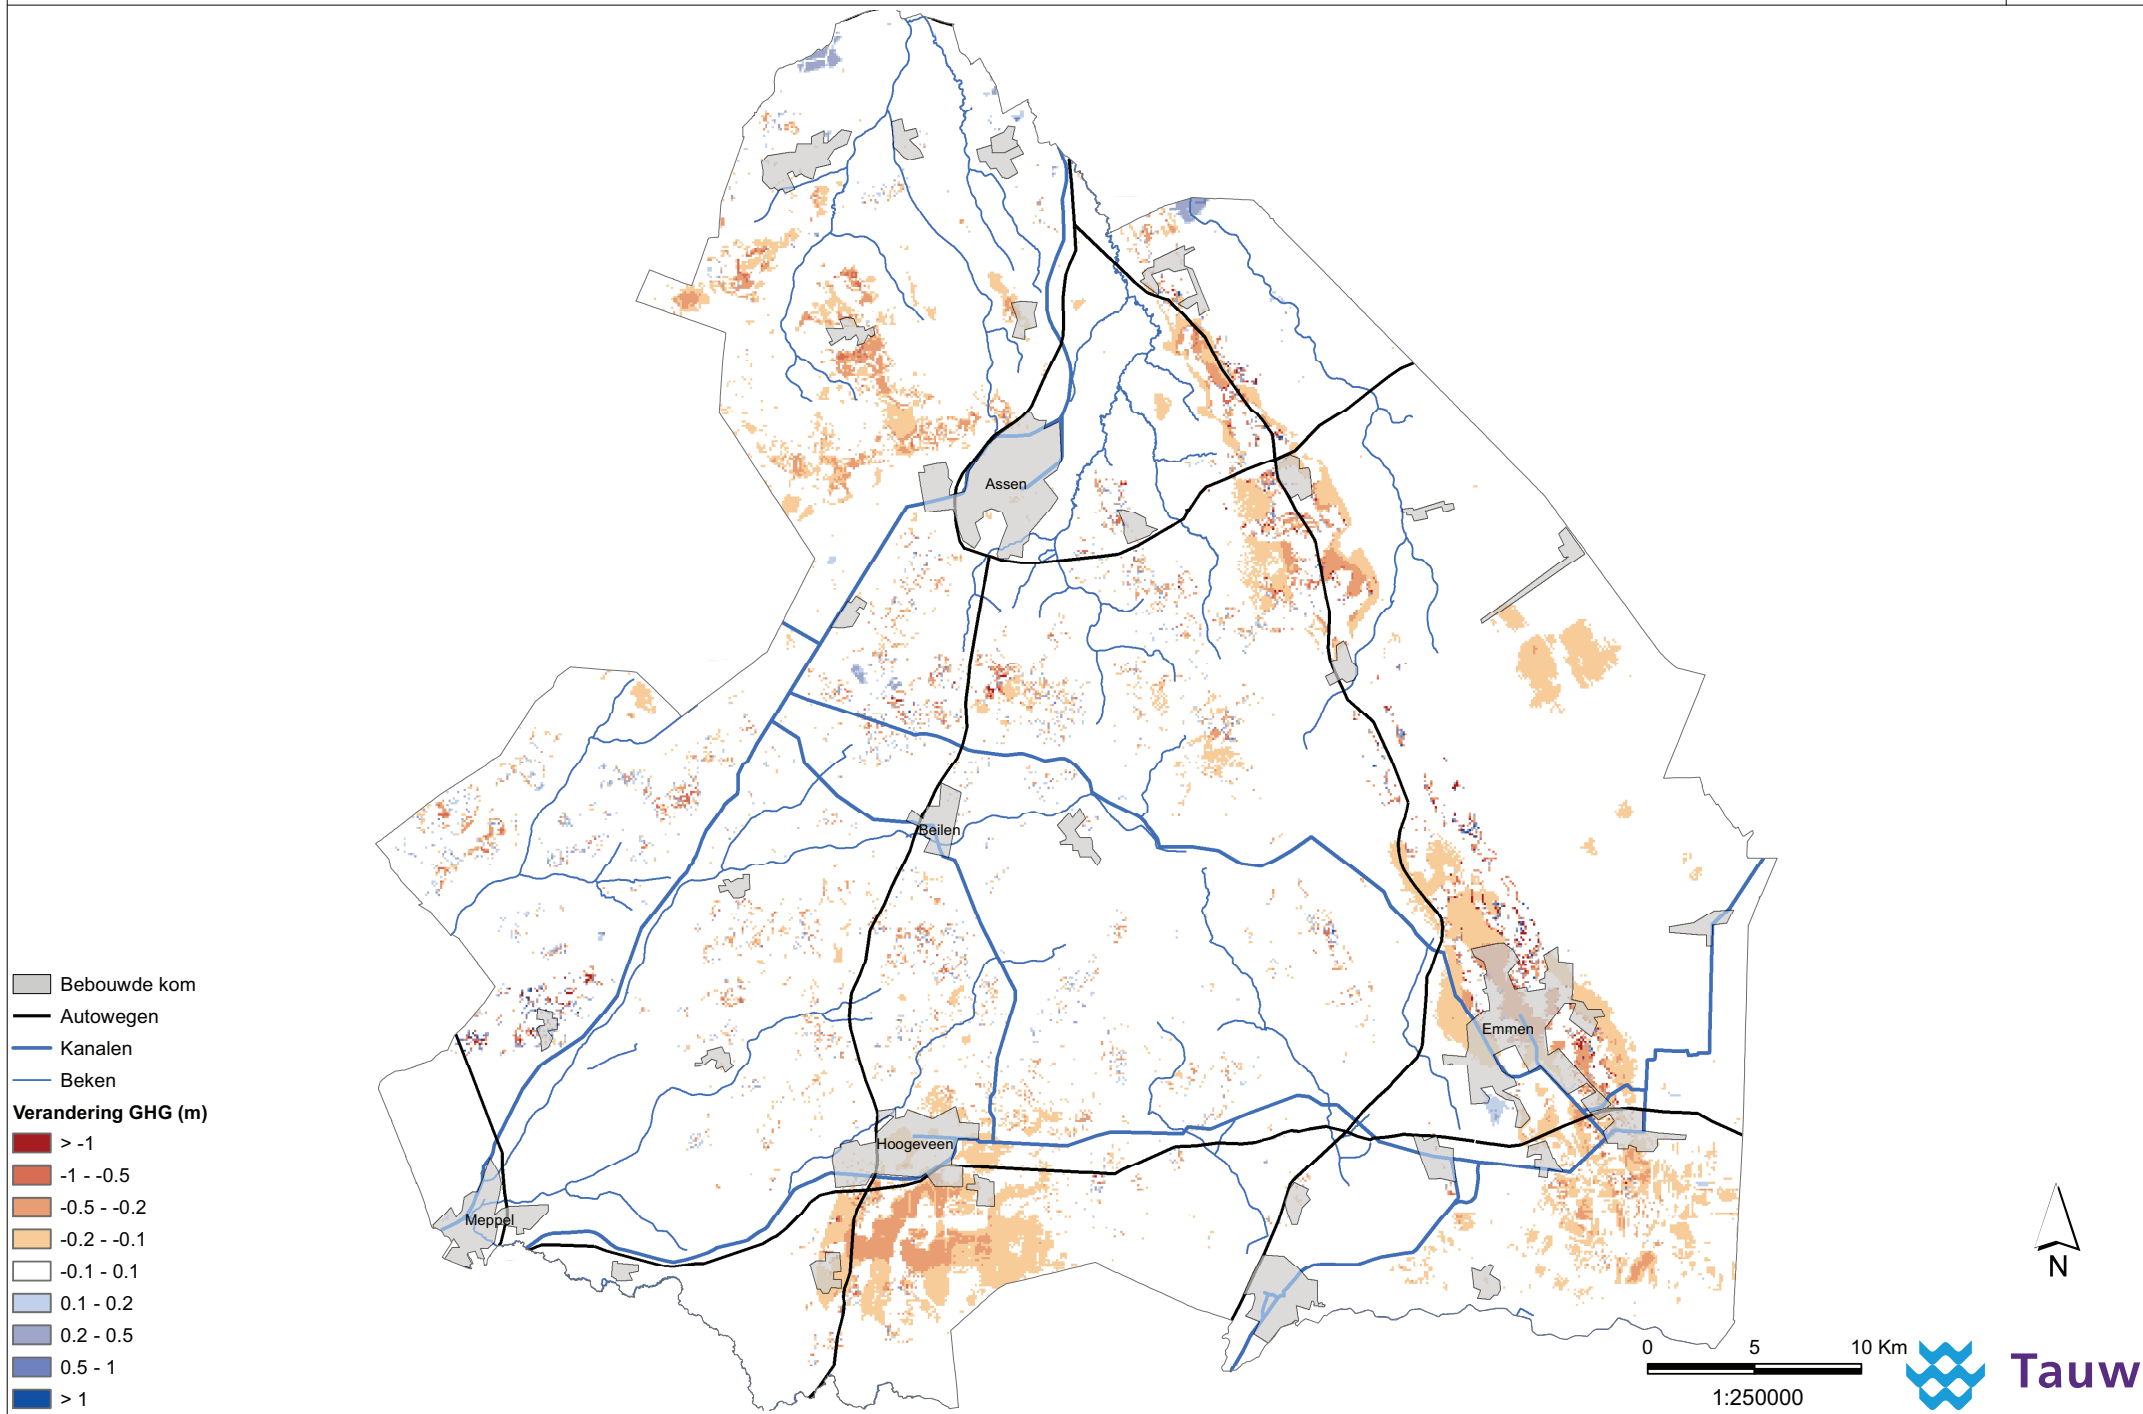 Assen
Beilen
Emmen
Hoogeveen
Meppel
Bebouwde kom
Autowegen
Kanalen
Beken
Verandering GHG (m)
> -1
-1 - -0.5
-0.5 - -0.2
-0.2 - -0.1
-0.1 - 0.1
0.1 - 0.2
0.2 - 0.5
0.5 - 1
> 1
N
0 5 10 Km
1:250000
Tauw